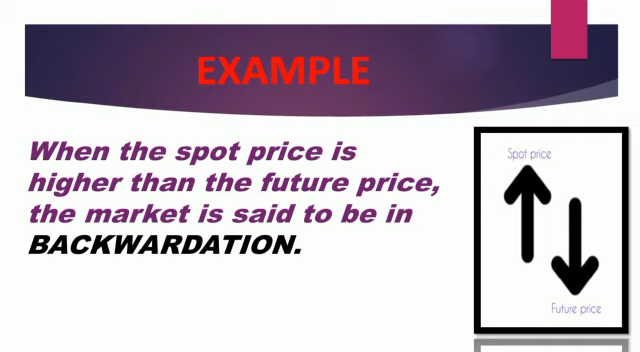 EXAMPLE
When the spot price is
higher than the future price,
the market is said to be in
BACKWARDATION.
Spot price
Future price